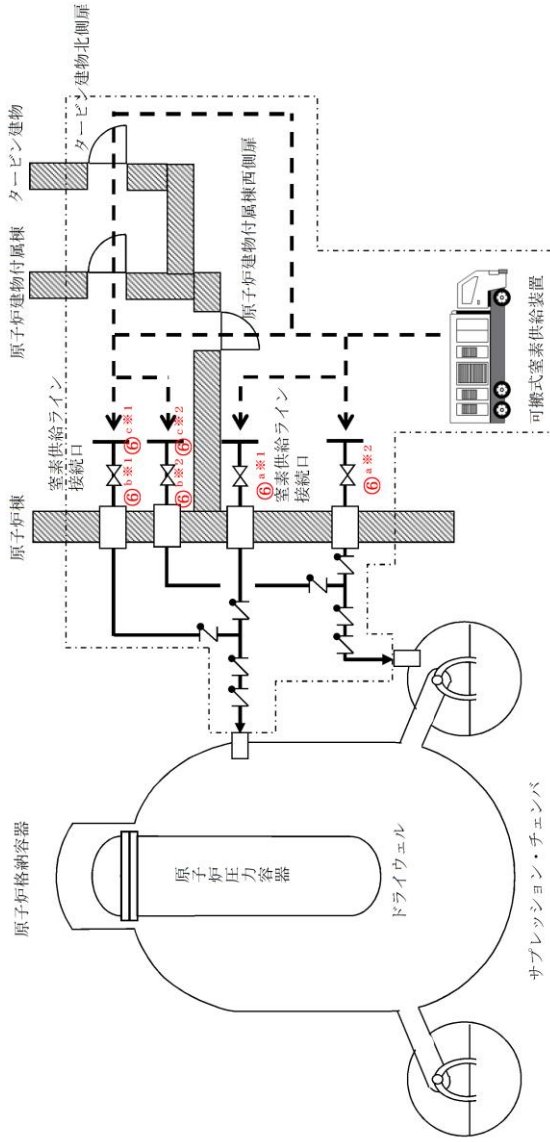 原子炉格納容器
原子炉圧力容器
ドライウェル
サプレッション・チェンバ
原子炉棟
原子炉建物付属棟
タービン建物
タービン建物北側扉
原子炉建物付属棟西側扉
窒素供給ライン
接続口
⑥b※1
⑥c※1
⑥b※2
⑥c※2
窒素供給ライン
接続口
⑥a※1
⑥a※2
可搬式窒素供給装置